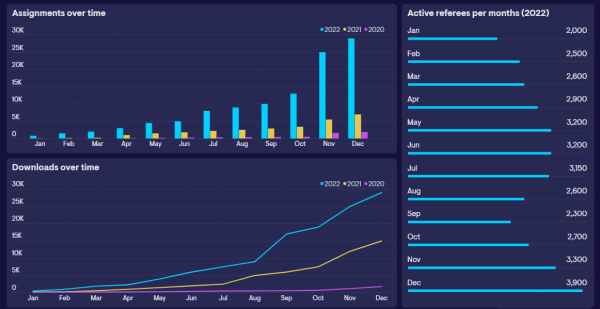 Assignments over time
2022 2021 2020
30K
25K
20K
15K
10K
5K
0
Jan Feb Mar Apr May Jun Jul Aug Sep Oct Nov Dec
Downloads over time
2022 2021 2020
30K
25K
20K
15K
10K
5K
0
Jan Feb Mar Apr May Jun Jul Aug Sep Oct Nov Dec
Active referees per months (2022)
Jan 2,000
Feb 2,500
Mar 2,600
Apr 2,900
May 3,200
Jun 3,200
Jul 3,150
Aug 2,600
Sep 2,300
Oct 2,700
Nov 3,300
Dec 3,900